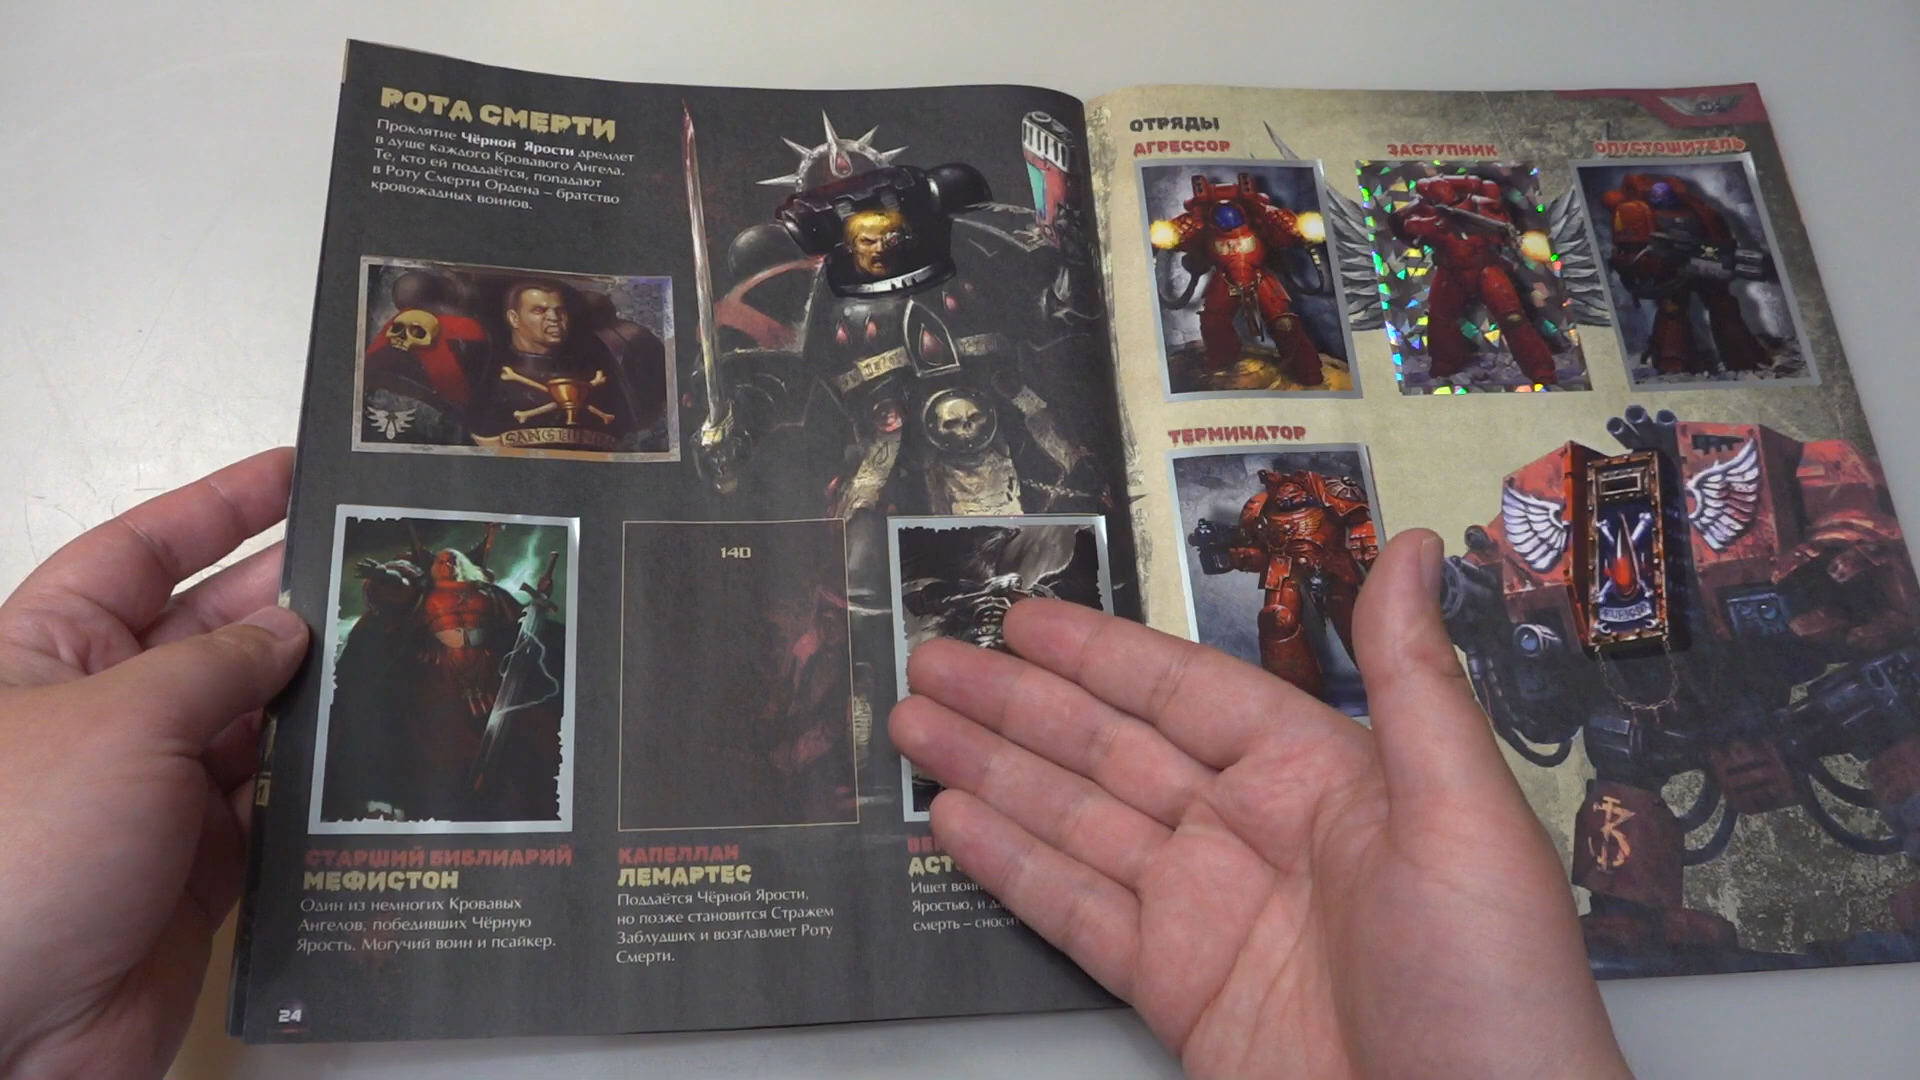 РОТА СМЕРТИ
Проклятие Чёрной Ярости дремлет
в душе каждого Кровавого Ангела.
Те, кто ей поддаётся, попадают
в Роту Смерти Ордена – братство
кровожадных воинов.
140
СТАРШИЙ БИБЛИАРИЙ
МЕФИСТОН
Один из немногих Кровавых
Ангелов, победивших Чёрную
Ярость. Могучий воин и псайкер.
КАПЕЛЛАН
ЛЕМАРТЕС
Поддаётся Чёрной Ярости,
но позже становится Стражем
Заблудших и возглавляет Роту
Смерти.
Ищет
Яростью, и
смерть –
24
ОТРЯДЫ
АГРЕССОР
ЗАСТУПНИК
ОПУСТОШИТЕЛЬ
ТЕРМИНАТОР